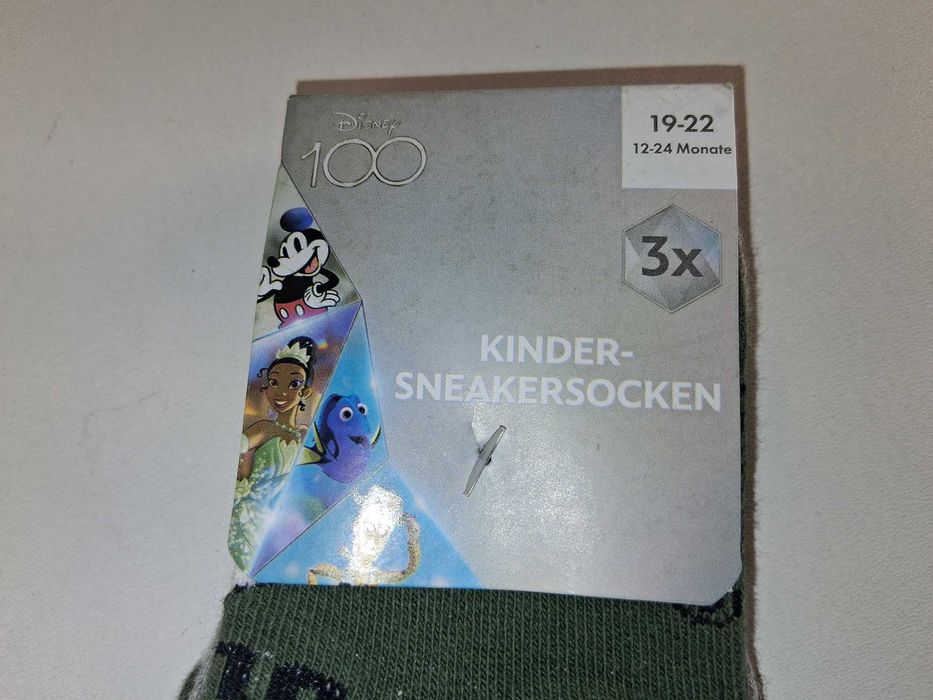 Disney
100
19-22
12-24 Monate
3x
KINDER-
SNEAKERSOCKEN